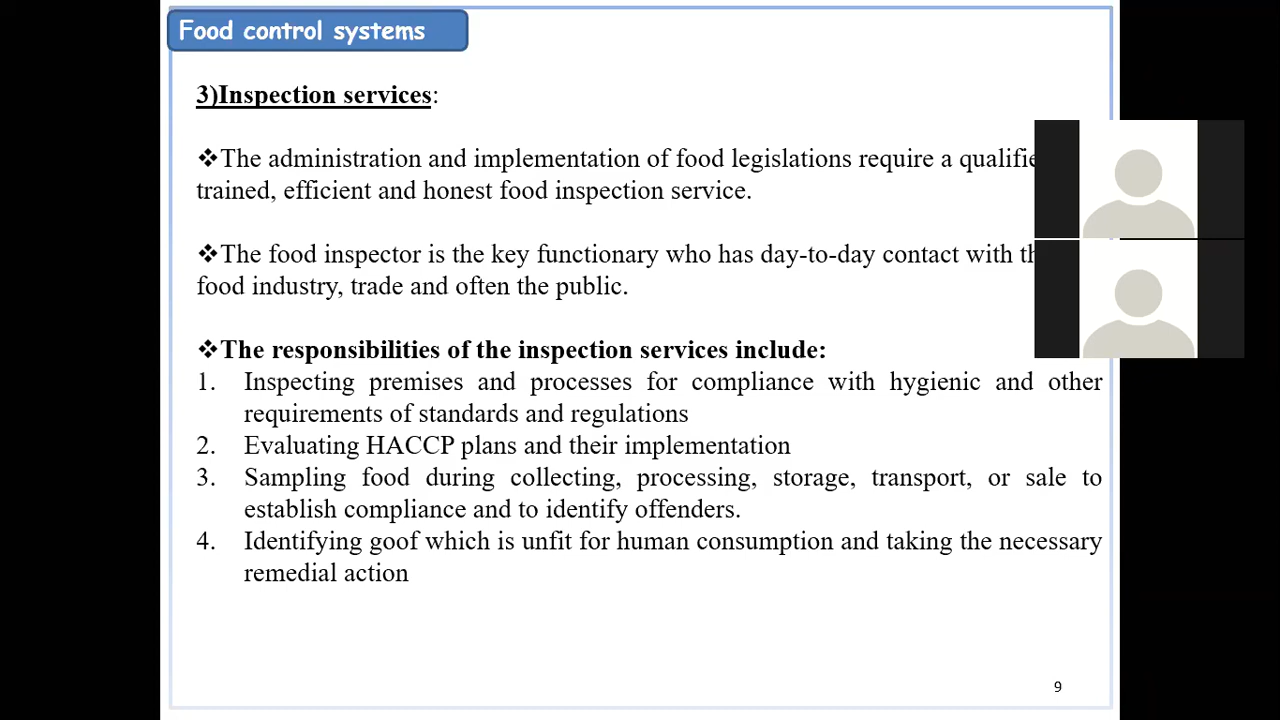 Food control systems
3)Inspection services:
❖The administration and implementation of food legislations require a
trained, efficient and honest food inspection service.
❖The food inspector is the key functionary who has day-to-day contact with
food industry, trade and often the public.
❖The responsibilities of the inspection services include:
1. Inspecting premises and processes for compliance with hygienic and other
requirements of standards and regulations
2. Evaluating HACCP plans and their implementation
3. Sampling food during collecting, processing, storage, transport, or sale to
establish compliance and to identify offenders.
4. Identifying goof which is unfit for human consumption and taking the necessary
remedial action
9